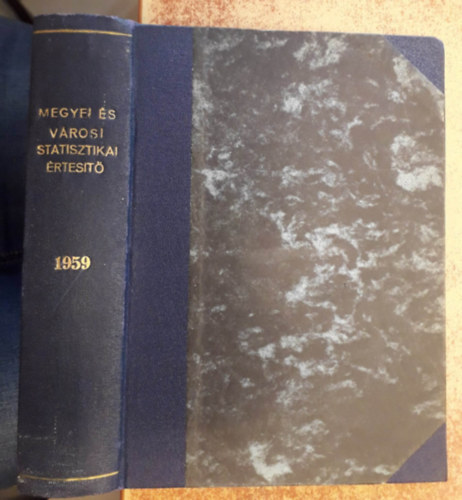 MEGYEI ÉS
VÁROSI
STATISZTIKAI
ÉRTESITŐ
1959